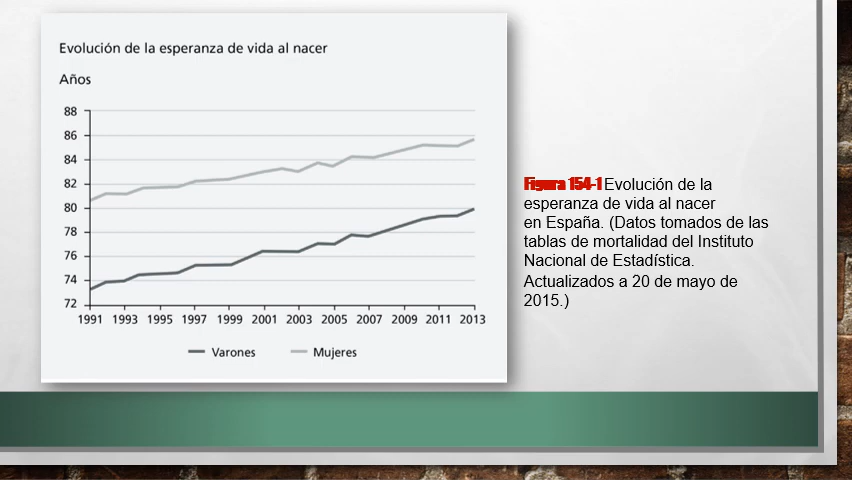 Evolución de la esperanza de vida al nacer
Años
88
86
84
82
80
78
76
74
72
1991 1993 1995 1997 1999 2001 2003 2005 2007 2009 2011 2013
Varones Mujeres
Figura 154-1 Evolución de la
esperanza de vida al nacer
en España. (Datos tomados de las
tablas de mortalidad del Instituto
Nacional de Estadística.
Actualizados a 20 de mayo de
2015.)